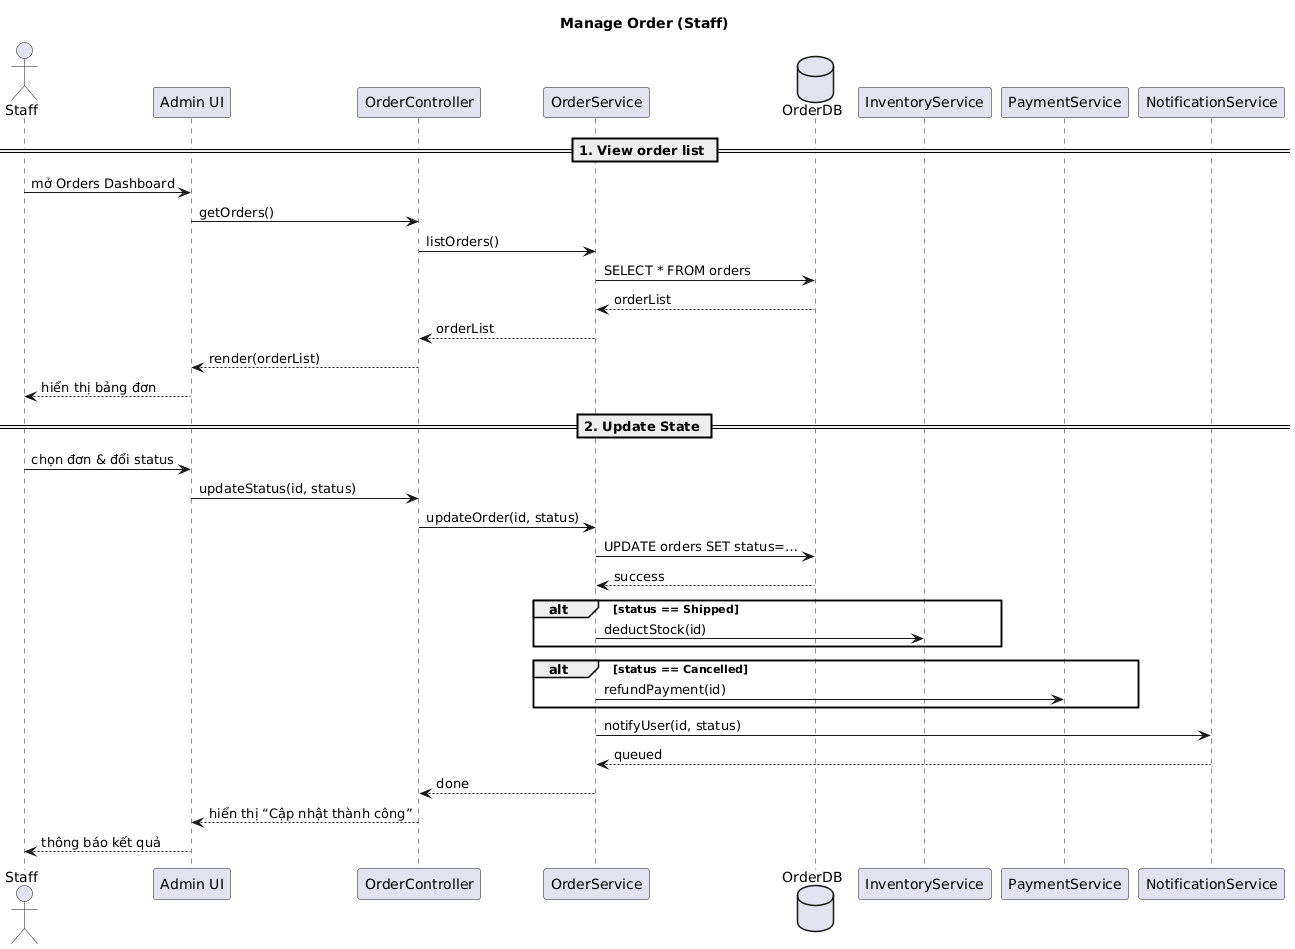 Manage Order (Staff)
Staff
Admin UI
OrderController
OrderService
OrderDB
InventoryService
PaymentService
NotificationService
1. View order list
mở Orders Dashboard
getOrders()
listOrders()
SELECT * FROM orders
orderList
orderList
render(orderList)
hiển thị bảng đơn
2. Update State
chọn đơn & đổi status
updateStatus(id, status)
updateOrder(id, status)
UPDATE orders SET status=...
success
alt [status == Shipped]
deductStock(id)
alt [status == Cancelled]
refundPayment(id)
notifyUser(id, status)
queued
done
hiển thị “Cập nhật thành công”
thông báo kết quả
Staff
Admin UI
OrderController
OrderService
OrderDB
InventoryService
PaymentService
NotificationService